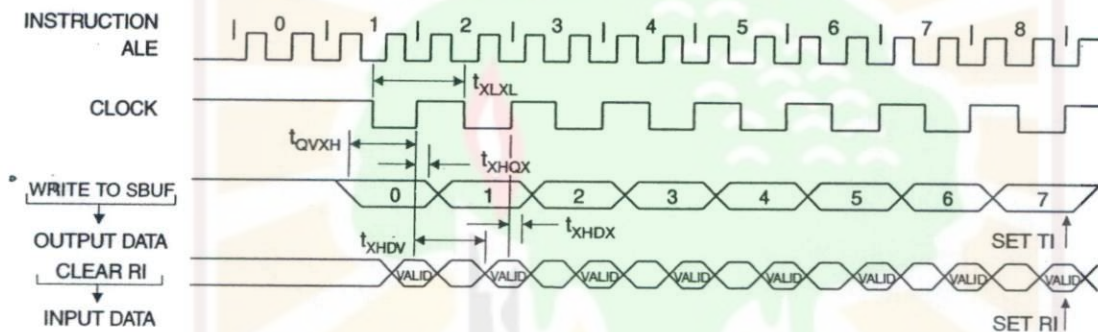 INSTRUCTION
0 1 2 3 4 5 6 7 8
ALE
tXLXL
CLOCK
tQVXH
tXHQX
WRITE TO SBUF
0 1 2 3 4 5 6 7
OUTPUT DATA
tXHDV
tXHDX
SET TI
CLEAR RI
VALID VALID VALID VALID VALID VALID VALID VALID
INPUT DATA
SET RI